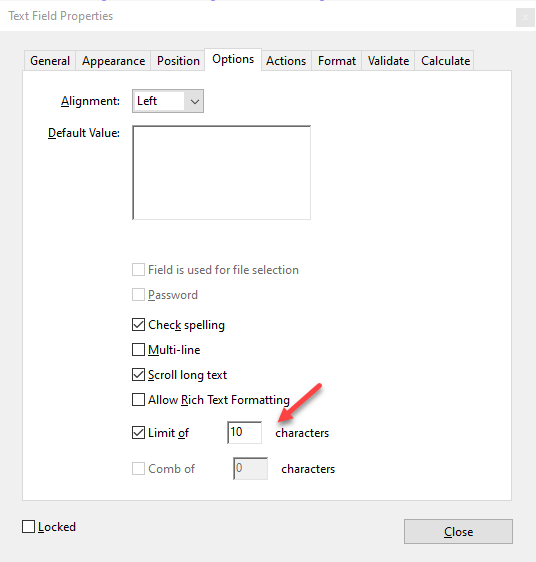 Text Field Properties
x
General Appearance Position Options Actions Format Validate Calculate
Alignment: Left
Default Value:
Field is used for file selection
Password
Check spelling
Multi-line
Scroll long text
Allow Rich Text Formatting
Limit of 10 characters
Comb of 0 characters
Locked
Close